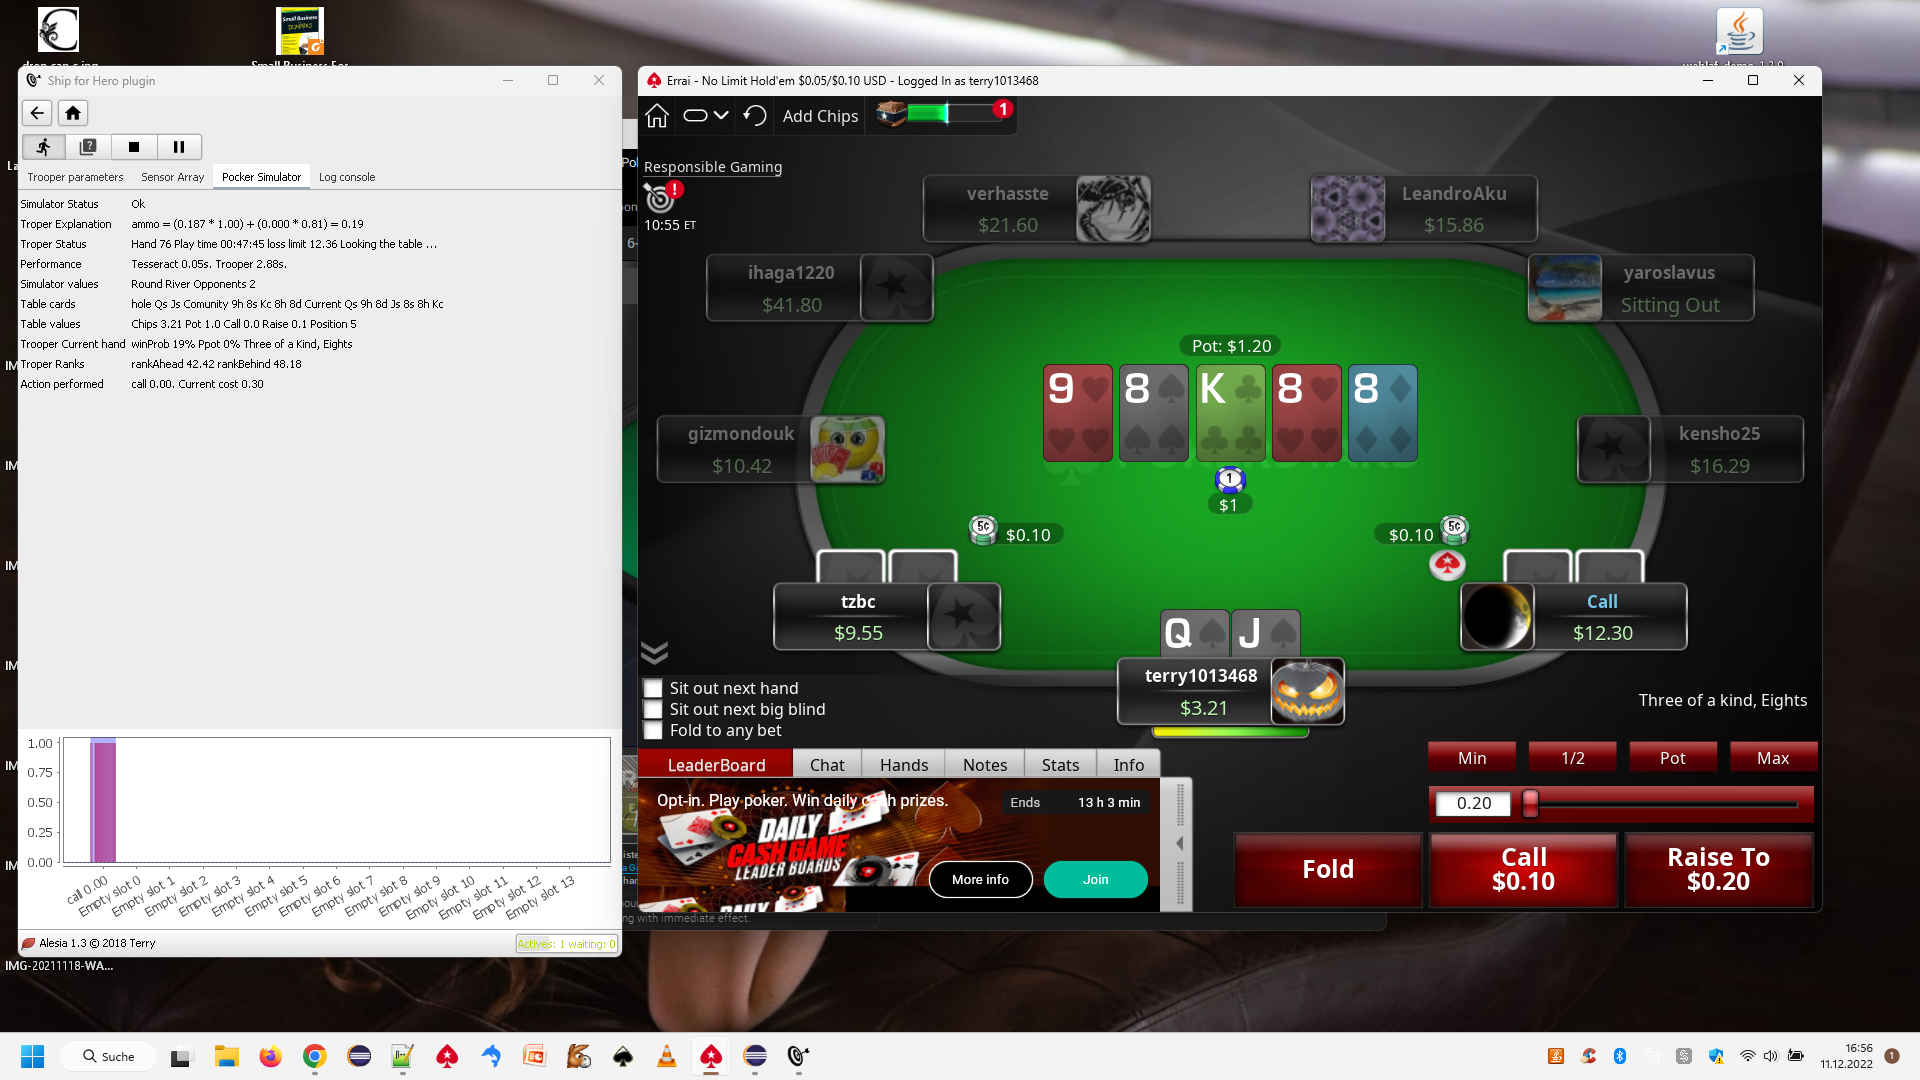 Ship for Hero plugin
Trooper parameters
Sensor Array
Pocker Simulator
Log console
Simulator Status Ok
Troper Explanation ammo = (0.187 * 1.00) + (0.000 * 0.81) = 0.19
Troper Status Hand 76 Play time 00:47:45 loss limit 12.36 Looking the table ...
Performance Tesseract 0.05s. Trooper 2.88s.
Simulator values Round River Opponents 2
Table cards hole Qs Js Comunity 9h 8s Kc 8h 8d Current Qs 9h 8d Js 8s 8h Kc
Table values Chips 3.21 Pot 1.0 Call 0.0 Raise 0.1 Position 5
Trooper Current hand winProb 19% Ppot 0% Three of a Kind, Eights
Troper Ranks rankAhead 42.42 rankBehind 48.18
Action performed call 0.00. Current cost 0.30
1.00
0.75
0.50
0.25
0.00
call 0.00
Empty slot 0
Empty slot 1
Empty slot 2
Empty slot 3
Empty slot 4
Empty slot 5
Empty slot 6
Empty slot 7
Empty slot 8
Empty slot 9
Empty slot 10
Empty slot 11
Empty slot 12
Empty slot 13
Alesia 1.3 © 2018 Terry
Actives: 1 waiting: 0
IMG-20211118-WA...
Errai - No Limit Hold'em $0.05/$0.10 USD - Logged In as terry1013468
Add Chips
1
Responsible Gaming
!
10:55 ET
verhasste
$21.60
LeandroAku
$15.86
ihaga1220
$41.80
yaroslavus
Sitting Out
gizmondouk
$10.42
kensho25
$16.29
Pot: $1.20
9 8 K 8 8
1
$1
5¢ $0.10
$0.10 5¢
tzbc
$9.55
Call
$12.30
Q J
terry1013468
$3.21
Sit out next hand
Sit out next big blind
Fold to any bet
Three of a kind, Eights
LeaderBoard
Chat
Hands
Notes
Stats
Info
Opt-in. Play poker. Win daily cash prizes.
Ends 13 h 3 min
DAILY
CASH GAME
LEADER BOARDS
More info
Join
Min
1/2
Pot
Max
0.20
Fold
Call
$0.10
Raise To
$0.20
ng with immediate effect.
Suche
16:56
11.12.2022
1